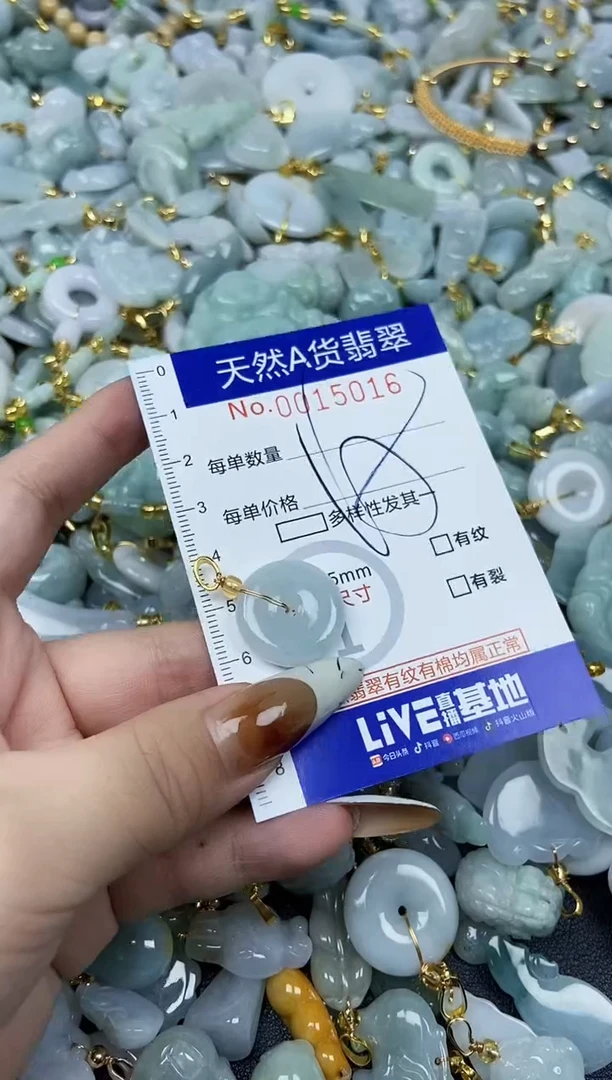 天然A货翡翠
No.0015016
每单数量
每单价格
多样性发其一
有纹
5mm
尺寸
有裂
翡翠有纹有棉均属正常
LiVE直播基地
今日头条 抖音 西瓜视频 抖音火山版
0
1
2
3
4
5
6
8